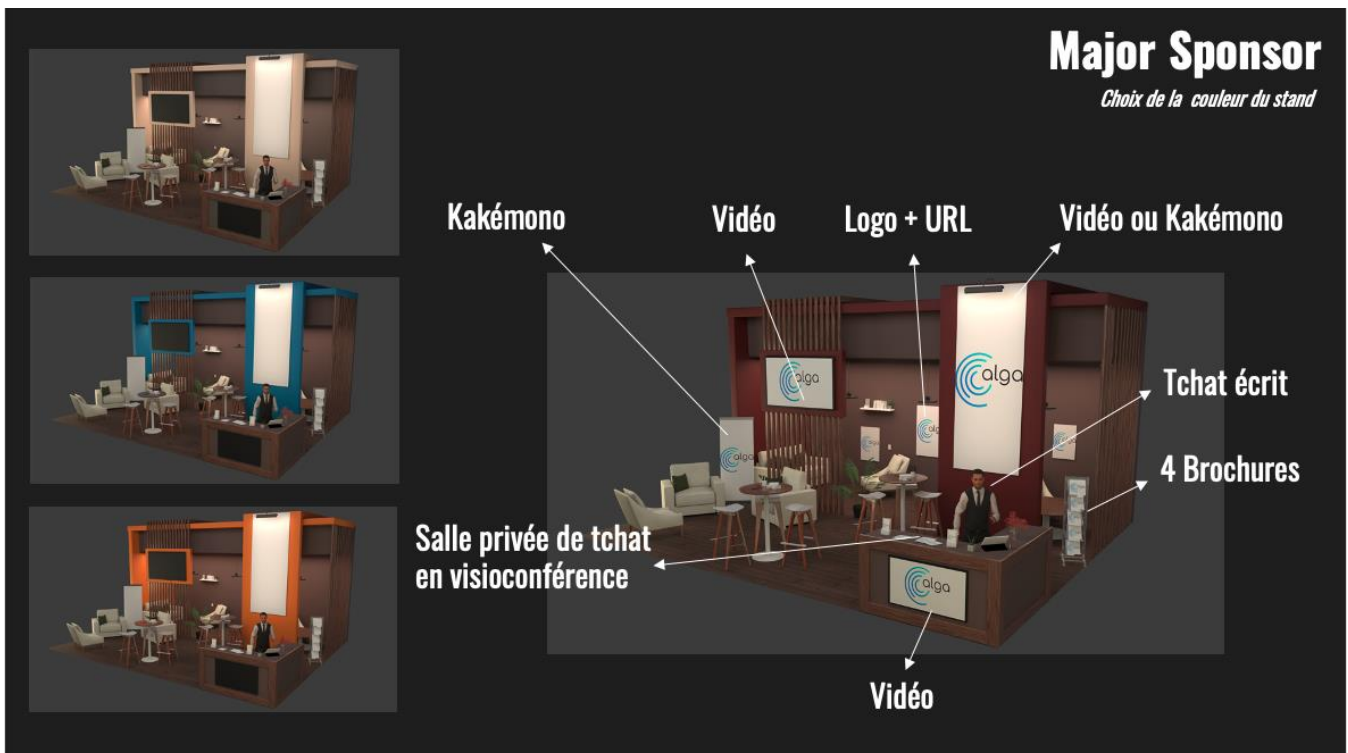 Major Sponsor
Choix de la couleur du stand
Kakémono
Vidéo
Logo + URL
Vidéo ou Kakémono
alga
alga
alga
Tchat écrit
4 Brochures
Salle privée de tchat
en visioconférence
alga
Vidéo